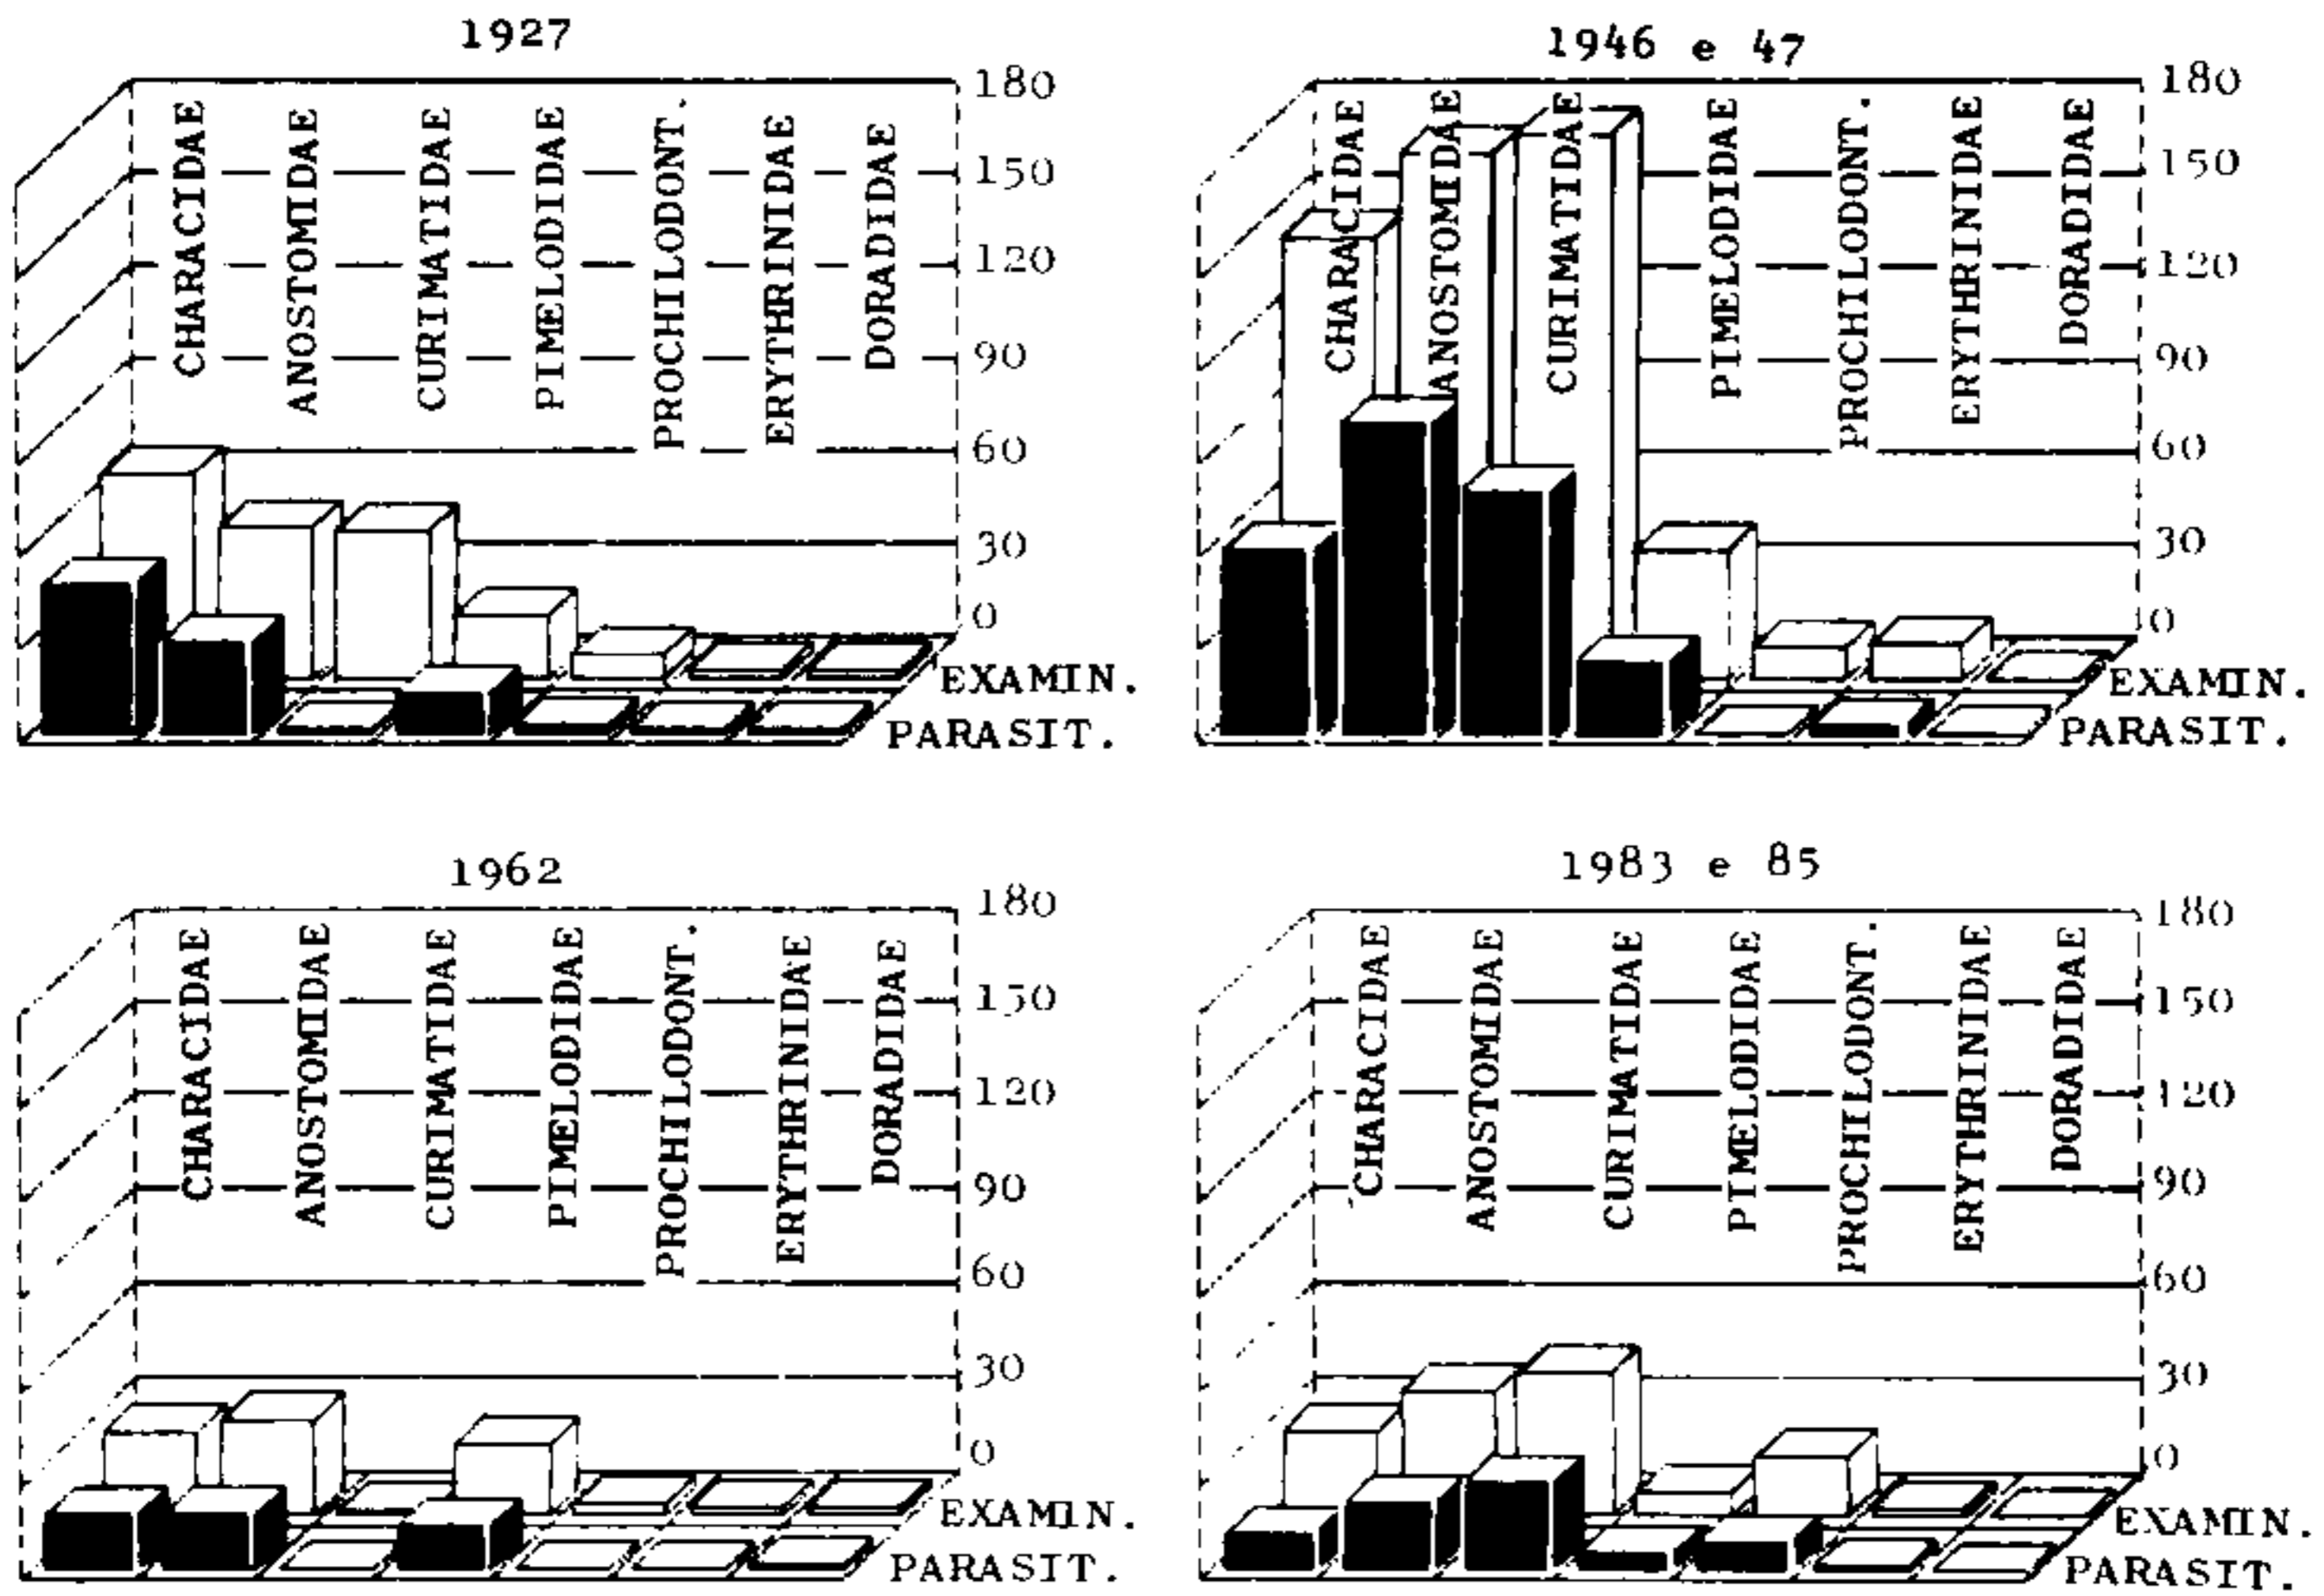 1927
180
150
120
90
60
30
0
CHARACIDAE
ANOSTOMIDAE
CURIMATIDAE
PIMELODIDAE
PROCHILODONT.
ERYTHRINIDAE
DORADIDAE
EXAMIN.
PARASIT.
1946 e 47
180
150
120
90
60
30
0
CHARACIDAE
ANOSTOMIDAE
CURIMATIDAE
PIMELODIDAE
PROCHILODONT.
ERYTHRINIDAE
DORADIDAE
EXAMIN.
PARASIT.
1962
180
150
120
90
60
30
0
CHARACIDAE
ANOSTOMIDAE
CURIMATIDAE
PIMELODIDAE
PROCHILODONT.
ERYTHRINIDAE
DORADIDAE
EXAMIN.
PARASIT.
1983 e 85
180
150
120
90
60
30
0
CHARACIDAE
ANOSTOMIDAE
CURIMATIDAE
PIMELODIDAE
PROCHILODONT.
ERYTHRINIDAE
DORADIDAE
EXAMIN.
PARASIT.